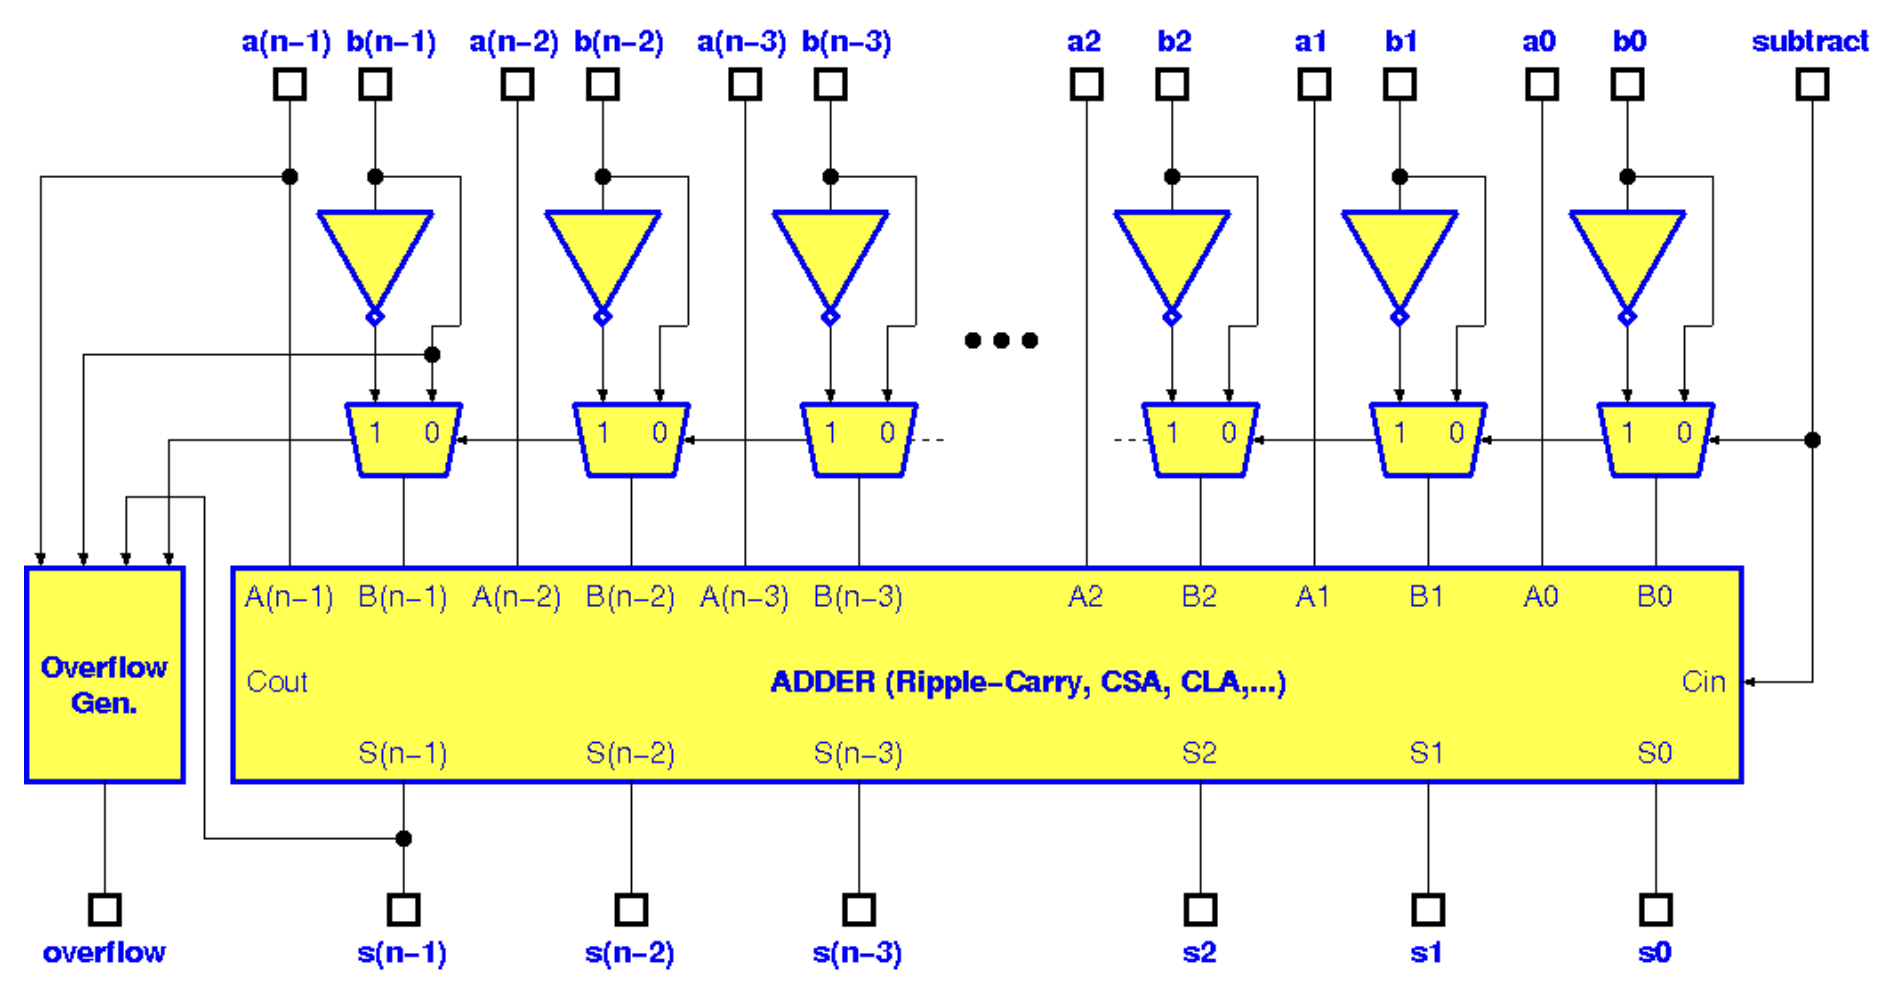 a(n−1) b(n−1) a(n−2) b(n−2) a(n−3) b(n−3) a2 b2 a1 b1 a0 b0 subtract
1 0 1 0 1 0 1 0 1 0 1 0
A(n−1) B(n−1) A(n−2) B(n−2) A(n−3) B(n−3) A2 B2 A1 B1 A0 B0
Overflow
Gen.
Cout ADDER (Ripple−Carry, CSA, CLA,...) Cin
S(n−1) S(n−2) S(n−3) S2 S1 S0
overflow s(n−1) s(n−2) s(n−3) s2 s1 s0